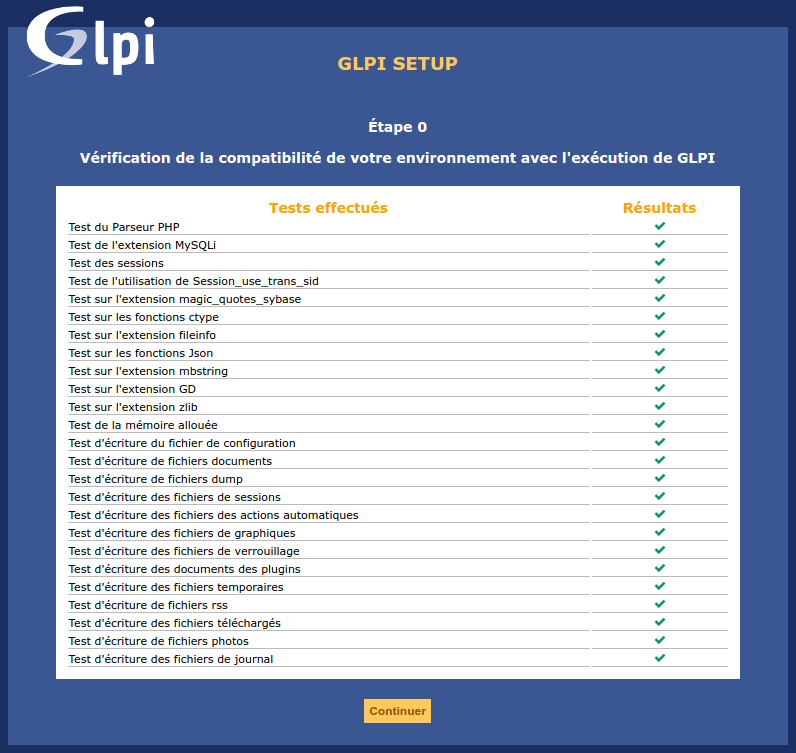 Glpi
GLPI SETUP
Étape 0
Vérification de la compatibilité de votre environnement avec l'exécution de GLPI
Tests effectués Résultats
Test du Parseur PHP
Test de l'extension MySQLi
Test des sessions
Test de l'utilisation de Session_use_trans_sid
Test sur l'extension magic_quotes_sybase
Test sur les fonctions ctype
Test sur l'extension fileinfo
Test sur les fonctions Json
Test sur l'extension mbstring
Test sur l'extension GD
Test sur l'extension zlib
Test de la mémoire allouée
Test d'écriture du fichier de configuration
Test d'écriture de fichiers documents
Test d'écriture de fichiers dump
Test d'écriture des fichiers de sessions
Test d'écriture des fichiers des actions automatiques
Test d'écriture des fichiers de graphiques
Test d'écriture des fichiers de verrouillage
Test d'écriture des documents des plugins
Test d'écriture des fichiers temporaires
Test d'écriture de fichiers rss
Test d'écriture des fichiers téléchargés
Test d'écriture de fichiers photos
Test d'écriture des fichiers de journal
Continuer